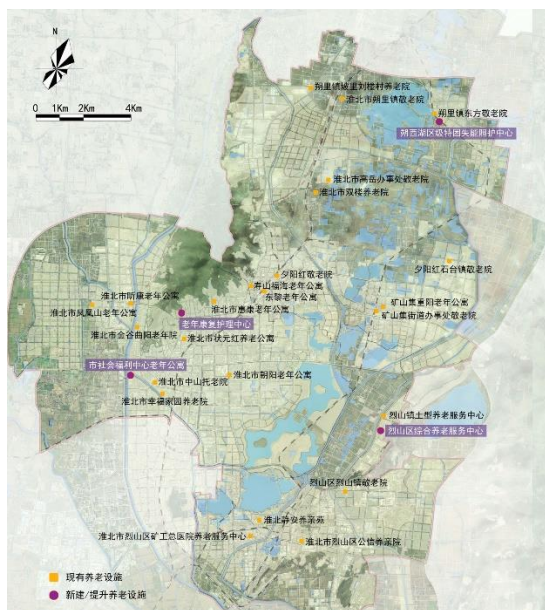 N
0 1Km 2Km 4Km
朔里镇坡里刘楼村养老院
淮北市朔里镇敬老院
朔里镇东方敬老院
朔西湖区级特困失能照护中心
淮北市高岳办事处敬老院
淮北市双楼养老院
夕阳红石台镇敬老院
夕阳红敬老院
寿山福海老年公寓
东黎老年公寓
淮北市昕康老年公寓
淮北市凤凰山老年公寓
淮北市惠康老年公寓
矿山集重阳老年公寓
矿山集街道办事处敬老院
老年康复护理中心
淮北市金谷曲阳老年院
淮北市状元红养老公寓
市社会福利中心老年公寓
淮北市朝阳老年公寓
淮北市中山托老院
淮北市幸福家园养老院
烈山镇土型养老服务中心
烈山区综合养老服务中心
烈山区烈山镇敬老院
淮北静安养亲苑
淮北市烈山区矿工总医院养老服务中心
淮北市烈山区公信养亲院
现有养老设施
新建/提升养老设施